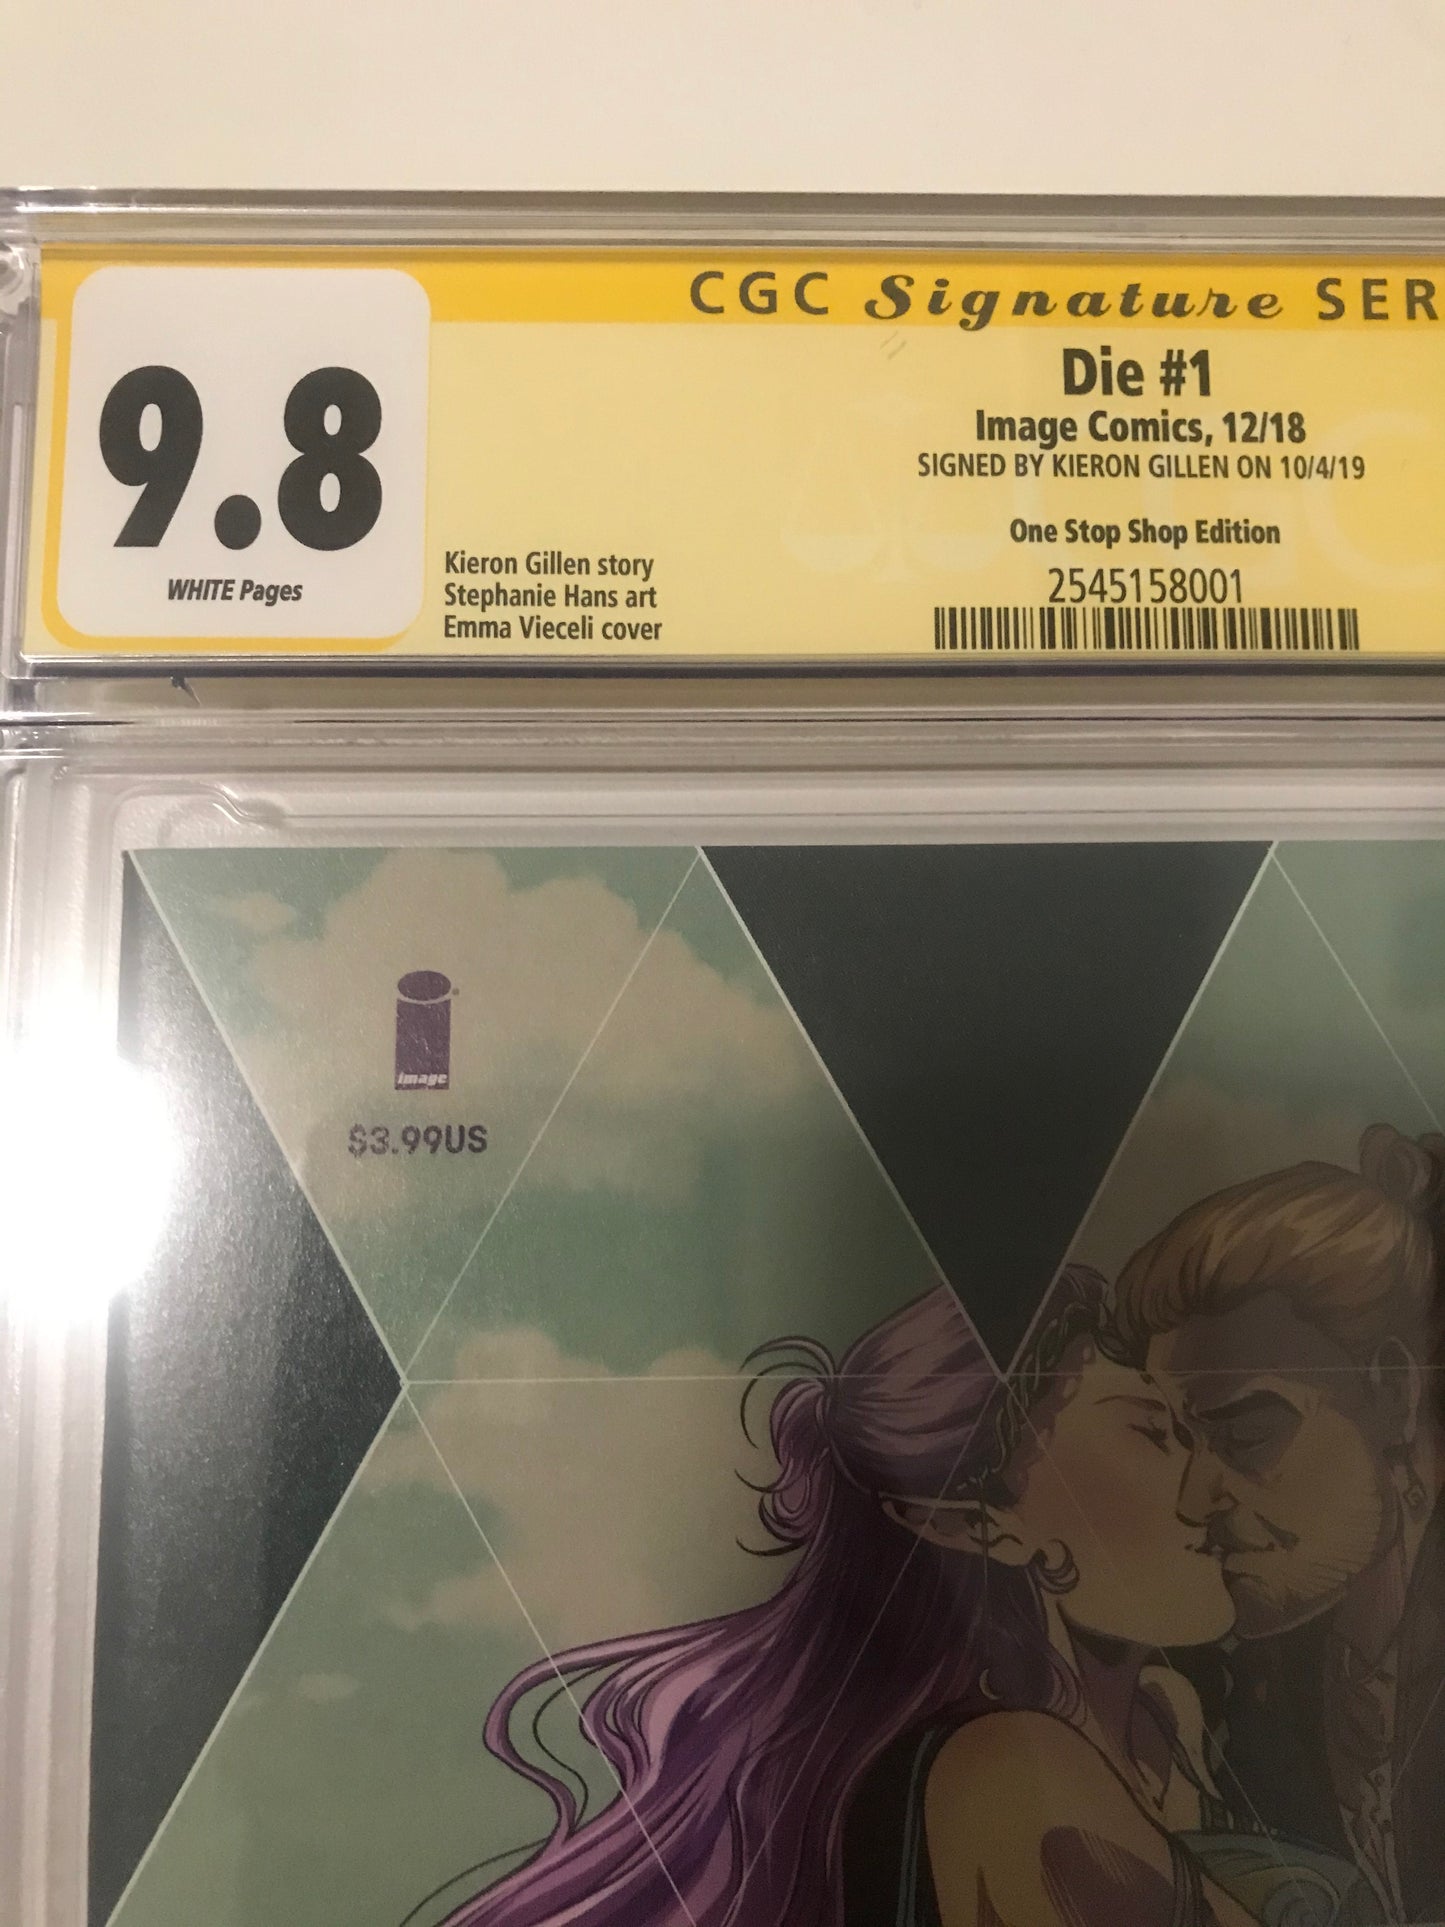 CGC Signature SER
9.8
WHITE Pages
Die #1
Image Comics, 12/18
SIGNED BY KIERON GILLEN ON 10/4/19
One Stop Shop Edition
2545158001
Kieron Gillen story
Stephanie Hans art
Emma Vieceli cover
image
$3.99US